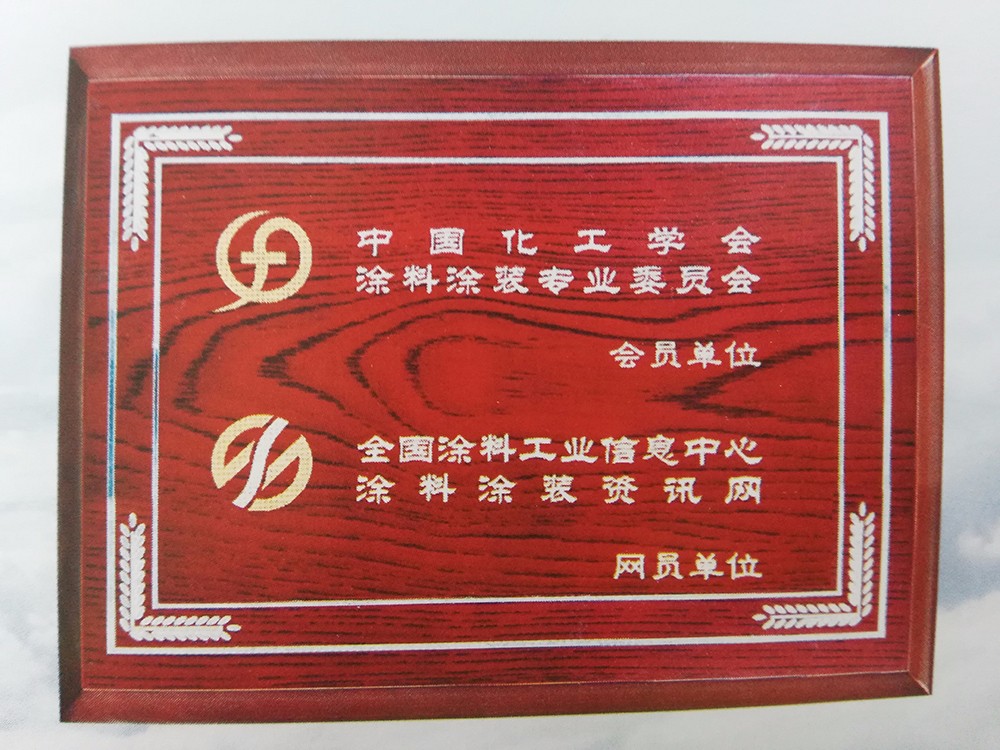 中国化工学会
涂料涂装专业委员会
会员单位
全国涂料工业信息中心
涂料涂装资讯网
网员单位